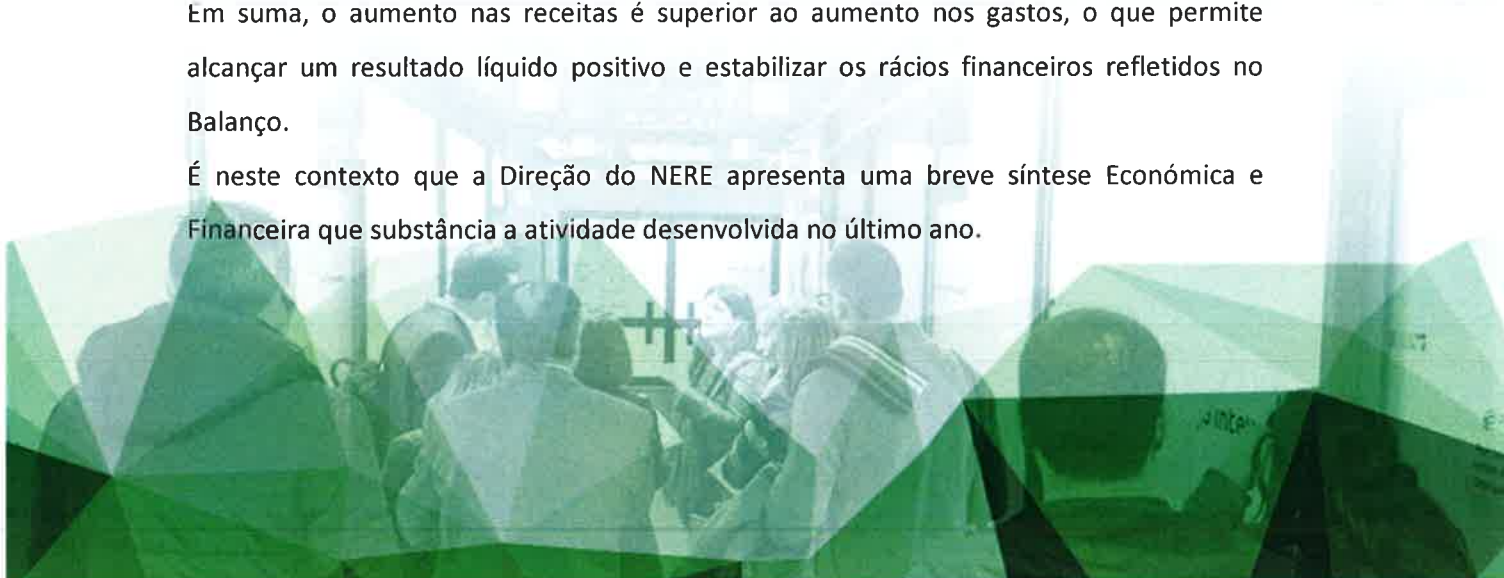 Em suma, o aumento nas receitas é superior ao aumento nos gastos, o que permite
alcançar um resultado líquido positivo e estabilizar os rácios financeiros refletidos no
Balanço.
É neste contexto que a Direção do NERE apresenta uma breve síntese Económica e
Financeira que substância a atividade desenvolvida no último ano.